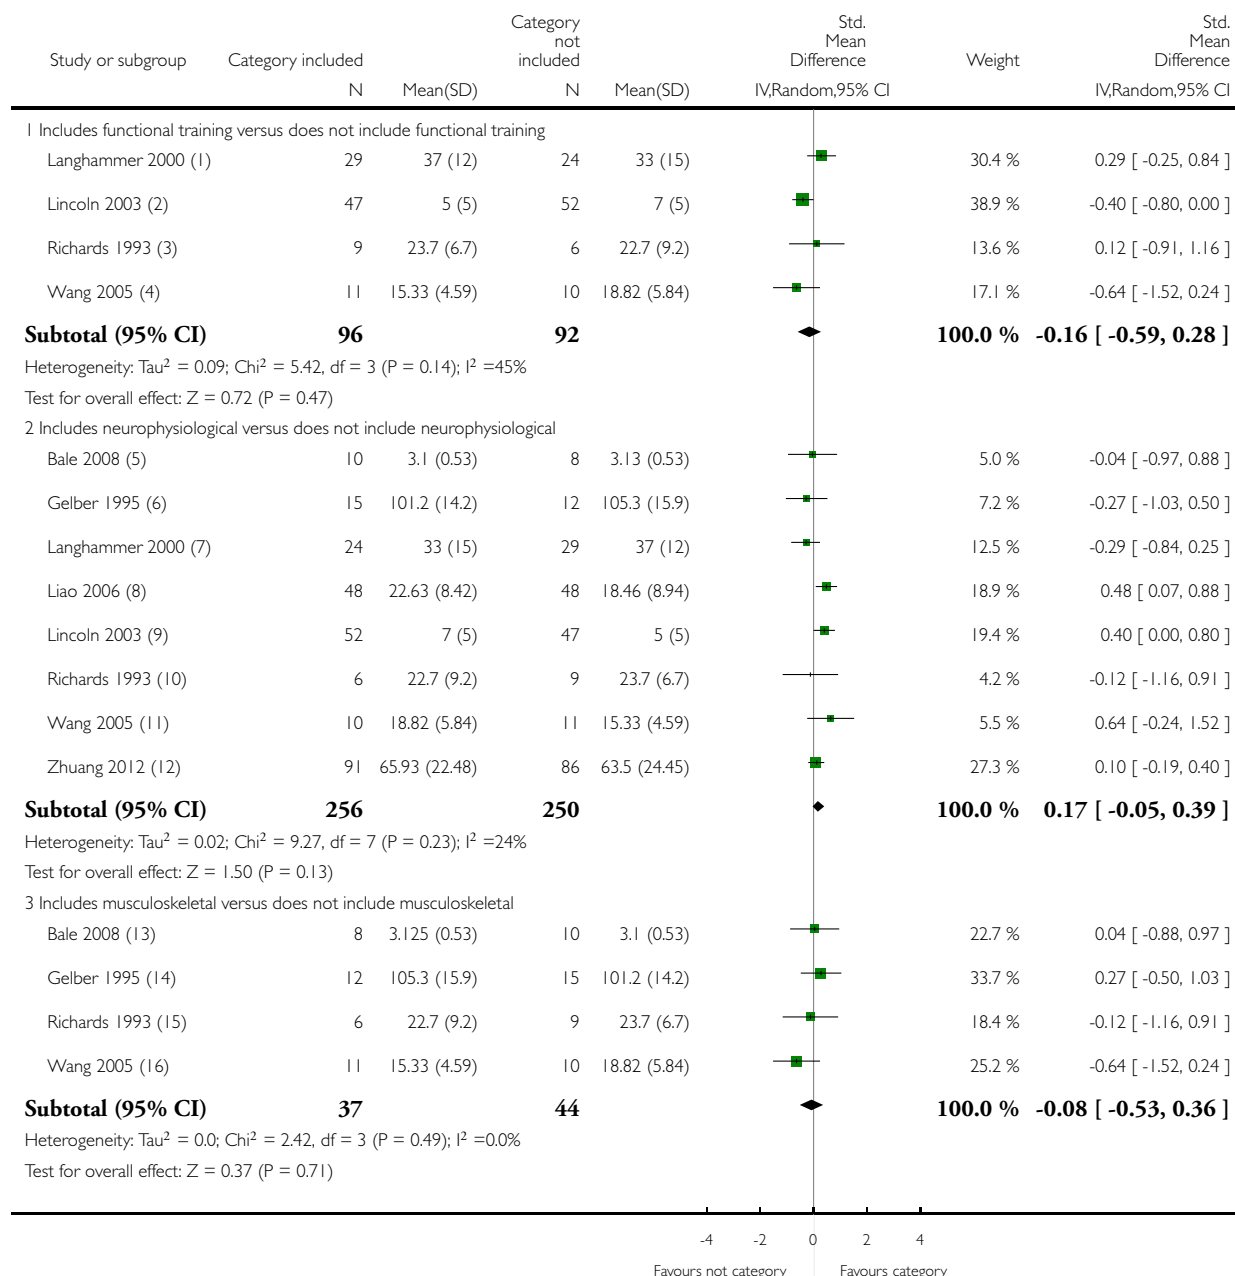 Study or subgroup Category included Category not included Std. Mean Difference Weight Std. Mean Difference
N Mean(SD) N Mean(SD) IV,Random,95% CI IV,Random,95% CI
1 Includes functional training versus does not include functional training
Langhammer 2000 (1) 29 37 (12) 24 33 (15) 30.4 % 0.29 [ -0.25, 0.84 ]
Lincoln 2003 (2) 47 5 (5) 52 7 (5) 38.9 % -0.40 [ -0.80, 0.00 ]
Richards 1993 (3) 9 23.7 (6.7) 6 22.7 (9.2) 13.6 % 0.12 [ -0.91, 1.16 ]
Wang 2005 (4) 11 15.33 (4.59) 10 18.82 (5.84) 17.1 % -0.64 [ -1.52, 0.24 ]
Subtotal (95% CI) 96 92 100.0 % -0.16 [ -0.59, 0.28 ]
Heterogeneity: Tau² = 0.09; Chi² = 5.42, df = 3 (P = 0.14); I² =45%
Test for overall effect: Z = 0.72 (P = 0.47)
2 Includes neurophysiological versus does not include neurophysiological
Bale 2008 (5) 10 3.1 (0.53) 8 3.13 (0.53) 5.0 % -0.04 [ -0.97, 0.88 ]
Gelber 1995 (6) 15 101.2 (14.2) 12 105.3 (15.9) 7.2 % -0.27 [ -1.03, 0.50 ]
Langhammer 2000 (7) 24 33 (15) 29 37 (12) 12.5 % -0.29 [ -0.84, 0.25 ]
Liao 2006 (8) 48 22.63 (8.42) 48 18.46 (8.94) 18.9 % 0.48 [ 0.07, 0.88 ]
Lincoln 2003 (9) 52 7 (5) 47 5 (5) 19.4 % 0.40 [ 0.00, 0.80 ]
Richards 1993 (10) 6 22.7 (9.2) 9 23.7 (6.7) 4.2 % -0.12 [ -1.16, 0.91 ]
Wang 2005 (11) 10 18.82 (5.84) 11 15.33 (4.59) 5.5 % 0.64 [ -0.24, 1.52 ]
Zhuang 2012 (12) 91 65.93 (22.48) 86 63.5 (24.45) 27.3 % 0.10 [ -0.19, 0.40 ]
Subtotal (95% CI) 256 250 100.0 % 0.17 [ -0.05, 0.39 ]
Heterogeneity: Tau² = 0.02; Chi² = 9.27, df = 7 (P = 0.23); I² =24%
Test for overall effect: Z = 1.50 (P = 0.13)
3 Includes musculoskeletal versus does not include musculoskeletal
Bale 2008 (13) 8 3.125 (0.53) 10 3.1 (0.53) 22.7 % 0.04 [ -0.88, 0.97 ]
Gelber 1995 (14) 12 105.3 (15.9) 15 101.2 (14.2) 33.7 % 0.27 [ -0.50, 1.03 ]
Richards 1993 (15) 6 22.7 (9.2) 9 23.7 (6.7) 18.4 % -0.12 [ -1.16, 0.91 ]
Wang 2005 (16) 11 15.33 (4.59) 10 18.82 (5.84) 25.2 % -0.64 [ -1.52, 0.24 ]
Subtotal (95% CI) 37 44 100.0 % -0.08 [ -0.53, 0.36 ]
Heterogeneity: Tau² = 0.0; Chi² = 2.42, df = 3 (P = 0.49); I² =0.0%
Test for overall effect: Z = 0.37 (P = 0.71)
-4 -2 0 2 4
Favours not category Favours category